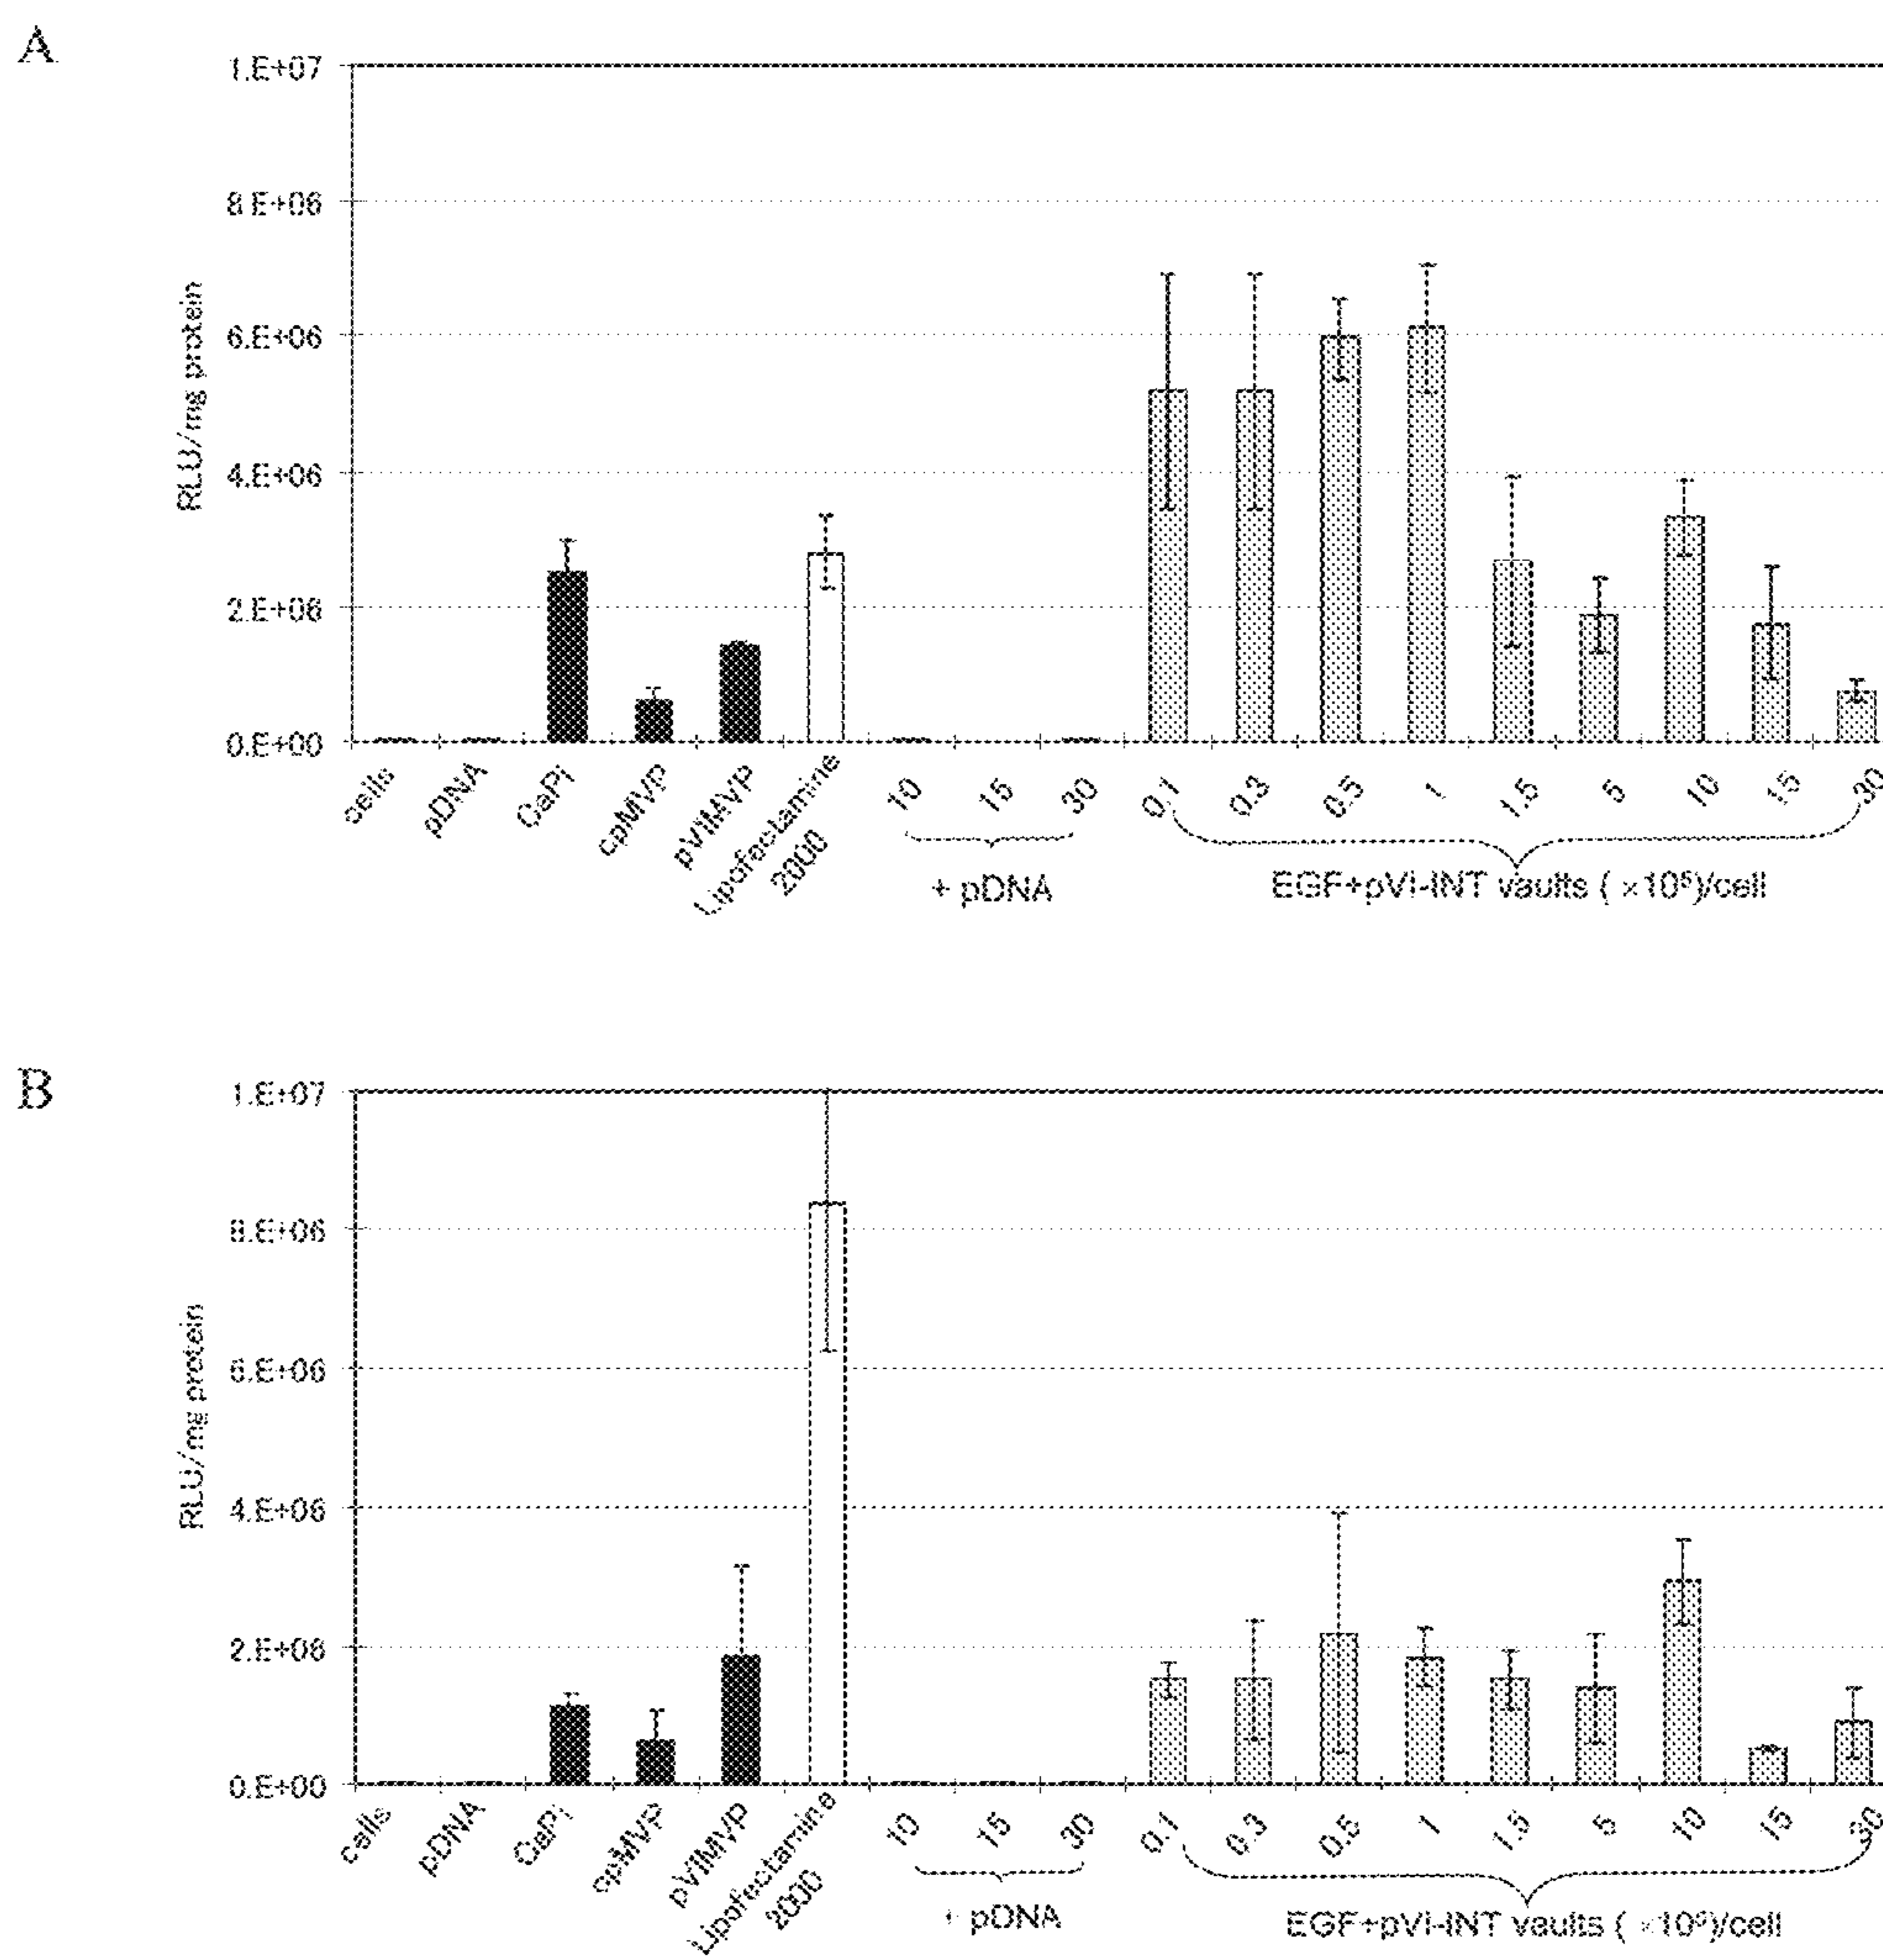 A
1.E+07
8.E+06
6.E+06
4.E+06
2.E+06
0.E+00
RLU/mg protein
cells
pDNA
CaPi
cpMVP
pVIMVP
Lipofectamine
2000
10
15
30
+ pDNA
0.1
0.3
0.5
1
1.5
5
10
15
30
EGF+pVI-INT vaults ( ×10⁶)/cell
B
1.E+07
8.E+06
6.E+06
4.E+06
2.E+06
0.E+00
RLU/mg protein
cells
pDNA
CaPi
cpMVP
pVIMVP
Lipofectamine
2000
10
15
30
+ pDNA
0.1
0.3
0.5
1
1.5
5
10
15
30
EGF+pVI-INT vaults ( ×10⁶)/cell